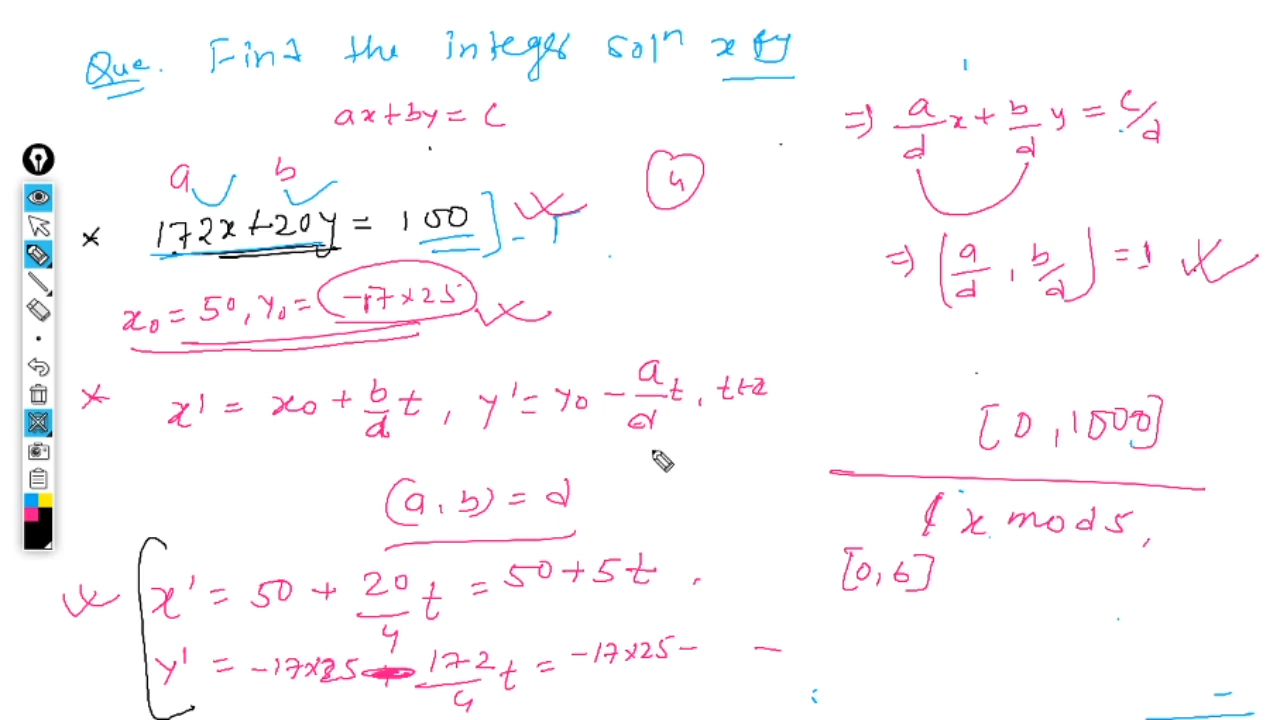 Que. Find the integer solⁿ x & y
ax+by = c
a b
* 172x+20y = 100 ] - I
4
x₀ = 50, y₀ = -17×25
* x' = x₀ + b/d t, y' = y₀ - a/d t, t∈z
(a, b) = d
x' = 50 + 20/4 t = 50+5t,
y' = -17×25 - 172/4 t = -17×25 -
⇒ a/d x + b/d y = c/d
⇒ (a/d, b/d) = 1
[0, 1000]
x mod 5,
[0, 6]